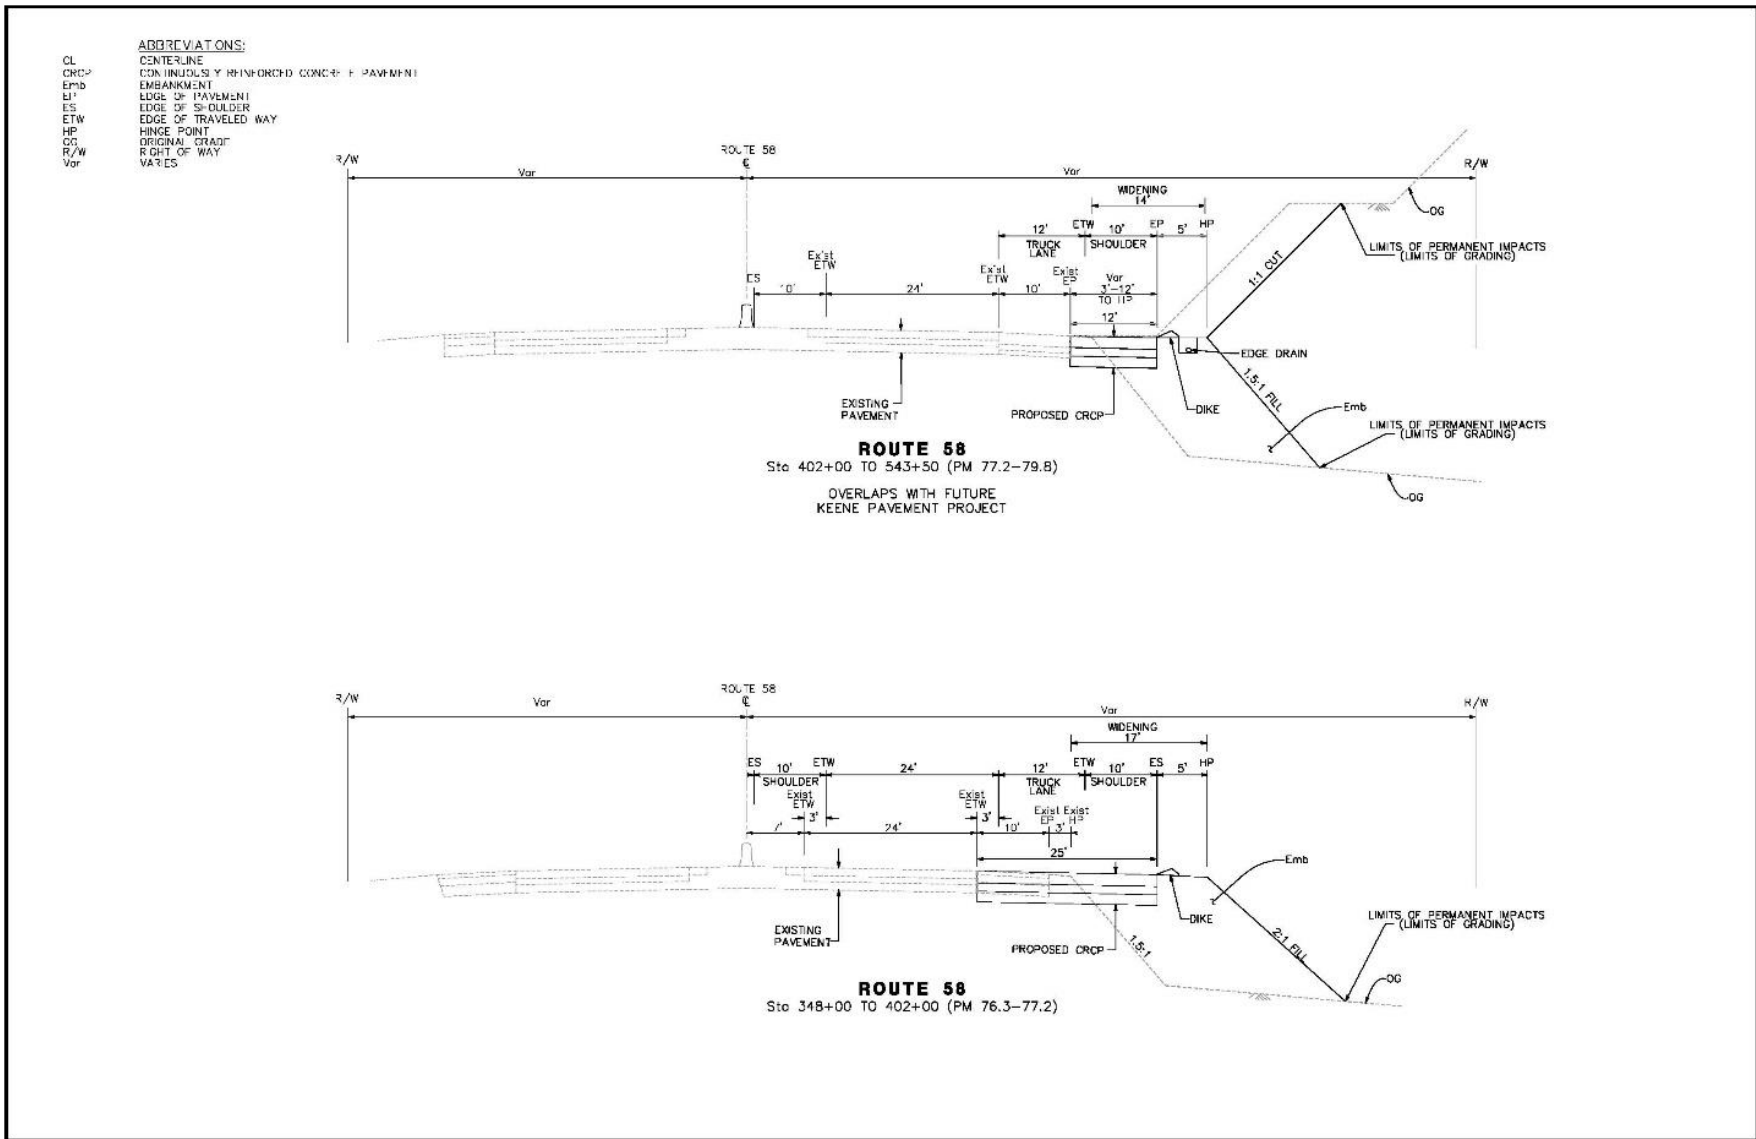 ABBREVIAT ONS:
CL CENTERLINE
CRCP CONTINUOUSLY REINFORCED CONCRETE PAVEMENT
Emb EMBANKMENT
EP EDGE OF PAVEMENT
ES EDGE OF SHOULDER
ETW EDGE OF TRAVELED WAY
HP HINGE POINT
OG ORIGINAL GRADE
R/W RIGHT OF WAY
Var VARIES
R/W
ROUTE 58
℄
R/W
Var
Var
WIDENING
14'
OG
12'
ETW
10'
EP
5'
HP
TRUCK
LANE
SHOULDER
LIMITS OF PERMANENT IMPACTS
(LIMITS OF GRADING)
Exist
ETW
ES
10'
24'
Exist
ETW
10'
Exist
EP
Var
3'-12'
TO HP
12'
1:1 CUT
EDGE DRAIN
1.5:1 FILL
EXISTING
PAVEMENT
PROPOSED CRCP
DIKE
Emb
LIMITS OF PERMANENT IMPACTS
(LIMITS OF GRADING)
OG
ROUTE 58
Sta 402+00 TO 543+50 (PM 77.2-79.8)
OVERLAPS WITH FUTURE
KEENE PAVEMENT PROJECT
R/W
ROUTE 58
℄
R/W
Var
Var
WIDENING
17'
ES
10'
ETW
24'
12'
ETW
10'
ES
5'
HP
SHOULDER
TRUCK
LANE
SHOULDER
Exist
ETW
3'
Exist
ETW
3'
Exist
EP
Exist
HP
7'
24'
10'
3'
25'
Emb
EXISTING
PAVEMENT
PROPOSED CRCP
1.5:1
DIKE
2:1 FILL
LIMITS OF PERMANENT IMPACTS
(LIMITS OF GRADING)
OG
ROUTE 58
Sta 348+00 TO 402+00 (PM 76.3-77.2)